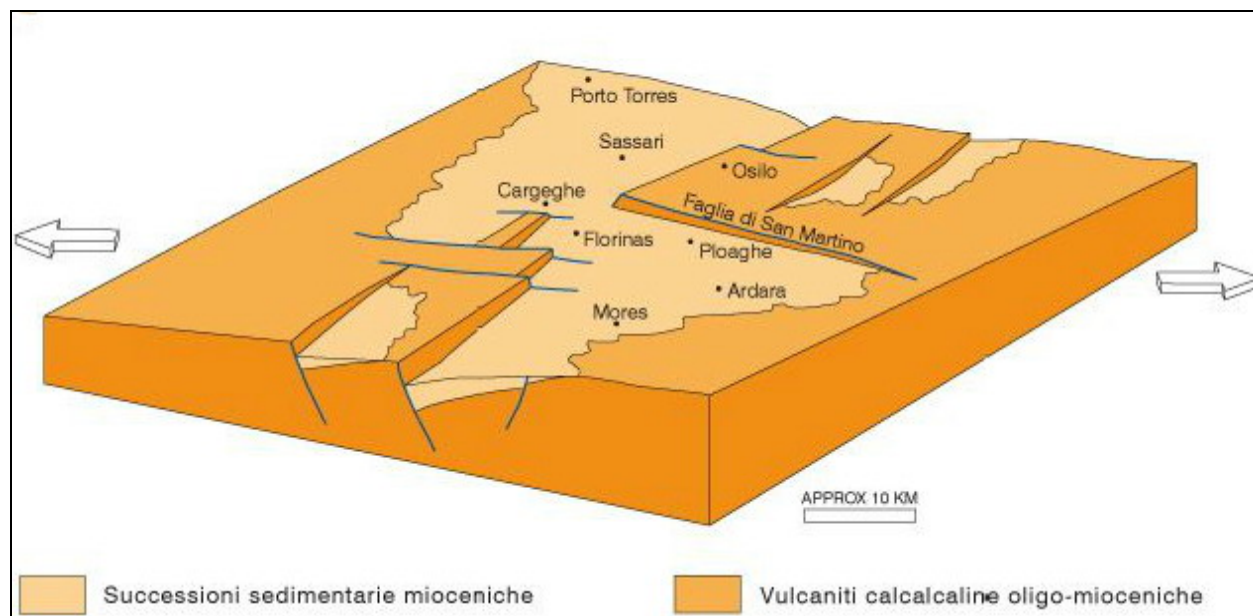 Porto Torres
Sassari
Osilo
Cargeghe
Faglia di San Martino
Florinas
Ploaghe
Ardara
Mores
APPROX 10 KM
Successioni sedimentarie mioceniche
Vulcaniti calcalcaline oligo-mioceniche